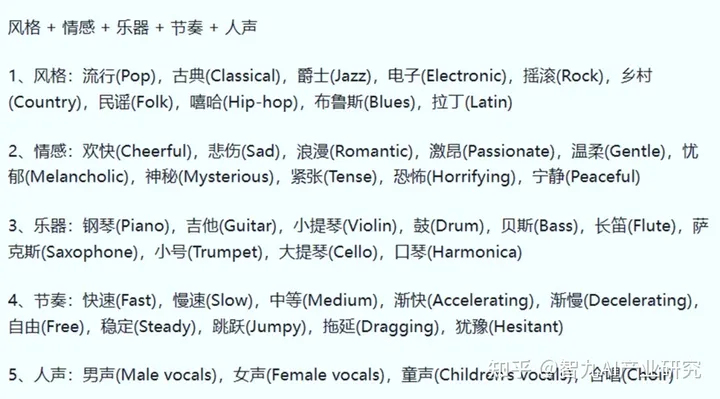 风格 + 情感 + 乐器 + 节奏 + 人声
1、风格：流行(Pop)，古典(Classical)，爵士(Jazz)，电子(Electronic)，摇滚(Rock)，乡村
(Country)，民谣(Folk)，嘻哈(Hip-hop)，布鲁斯(Blues)，拉丁(Latin)
2、情感：欢快(Cheerful)，悲伤(Sad)，浪漫(Romantic)，激昂(Passionate)，温柔(Gentle)，忧
郁(Melancholic)，神秘(Mysterious)，紧张(Tense)，恐怖(Horrifying)，宁静(Peaceful)
3、乐器：钢琴(Piano)，吉他(Guitar)，小提琴(Violin)，鼓(Drum)，贝斯(Bass)，长笛(Flute)，萨
克斯(Saxophone)，小号(Trumpet)，大提琴(Cello)，口琴(Harmonica)
4、节奏：快速(Fast)，慢速(Slow)，中等(Medium)，渐快(Accelerating)，渐慢(Decelerating)，
自由(Free)，稳定(Steady)，跳跃(Jumpy)，拖延(Dragging)，犹豫(Hesitant)
5、人声：男声(Male vocals)，女声(Female vocals)，童声(Children's vocals)，合唱(Choir)
知乎 @智九AI产业研究